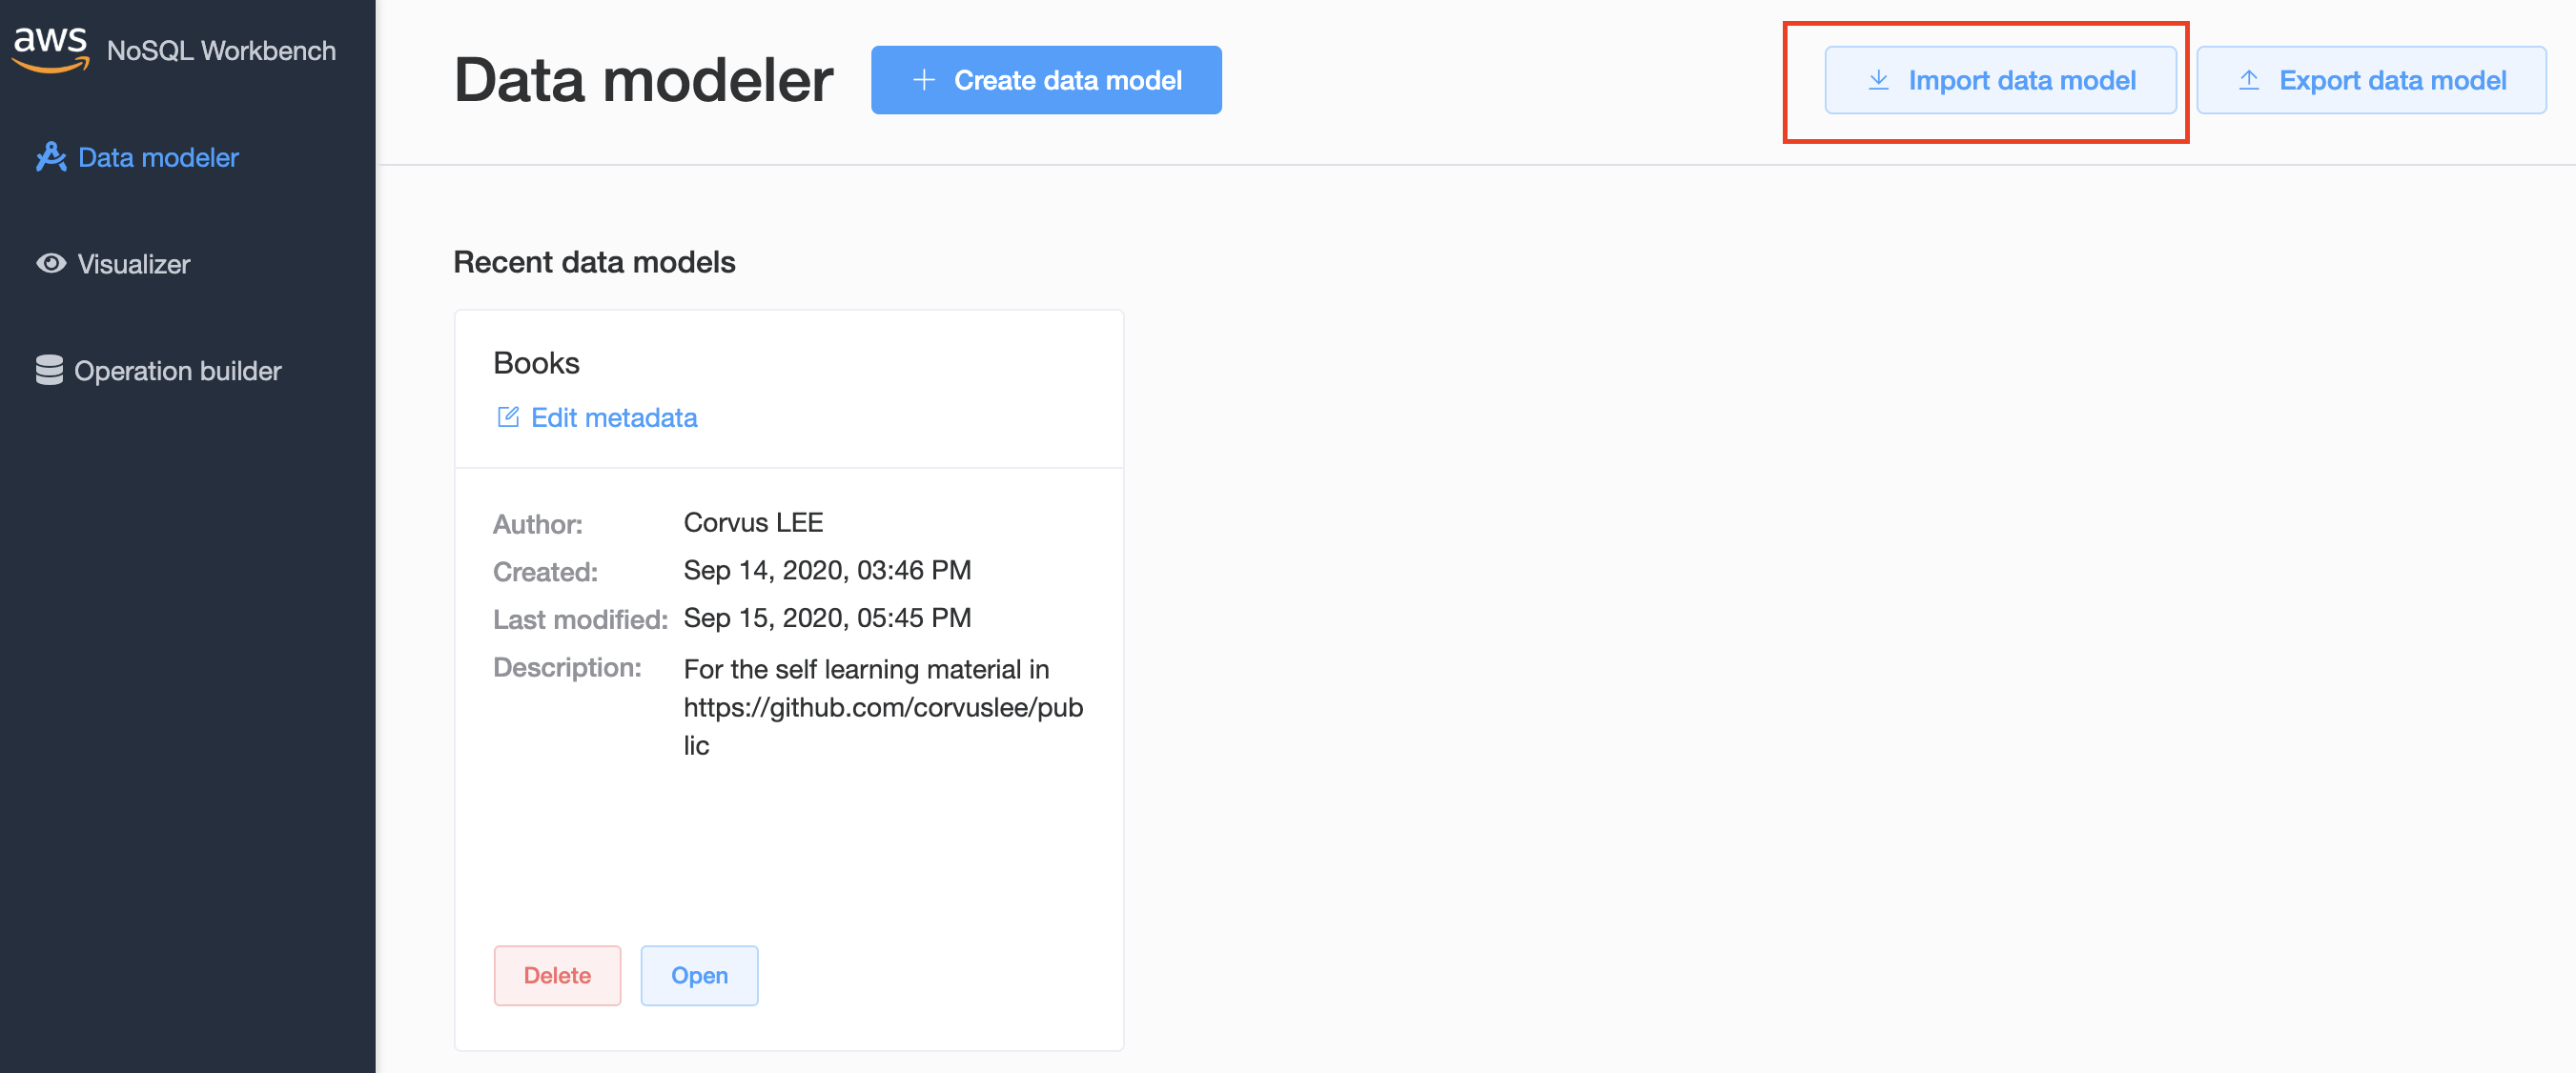 aws NoSQL Workbench
Data modeler
Visualizer
Operation builder
Data modeler
Create data model
Import data model
Export data model
Recent data models
Books
Edit metadata
Author: Corvus LEE
Created: Sep 14, 2020, 03:46 PM
Last modified: Sep 15, 2020, 05:45 PM
Description: For the self learning material in
https://github.com/corvuslee/pub
lic
Delete
Open